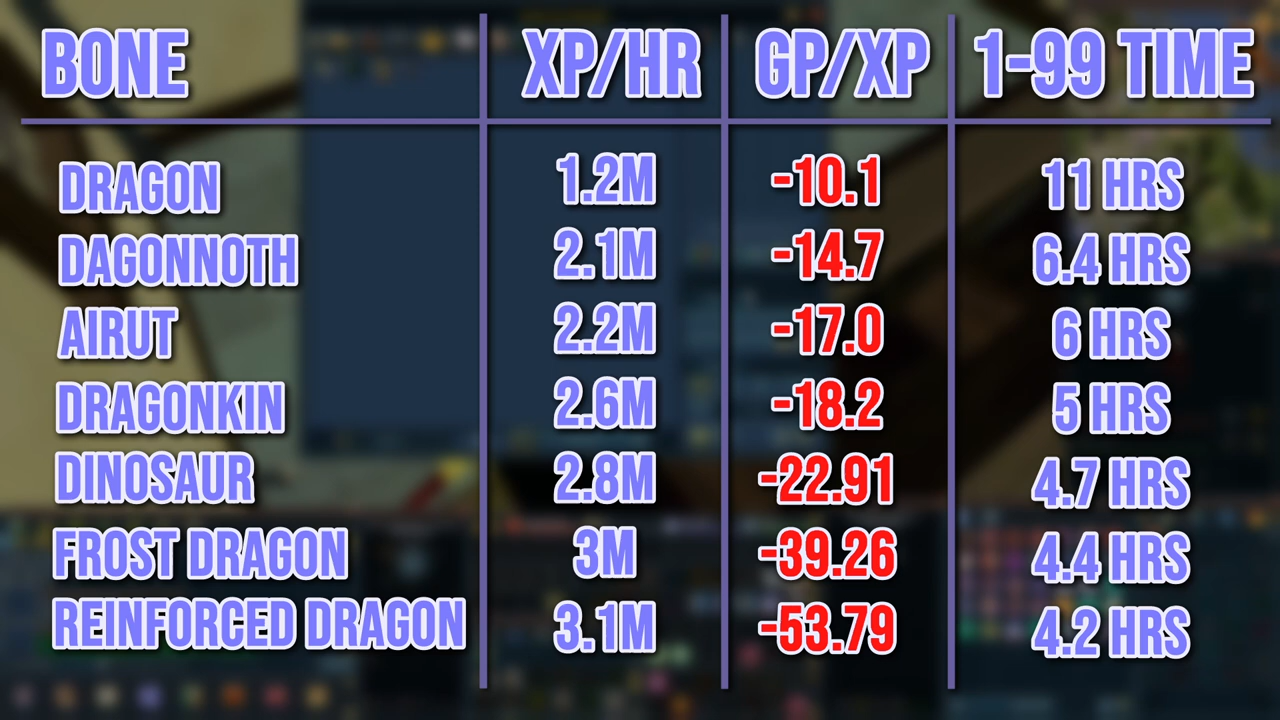 BONE XP/HR GP/XP 1-99 TIME
DRAGON 1.2M -10.1 11 HRS
DAGONNOTH 2.1M -14.7 6.4 HRS
AIRUT 2.2M -17.0 6 HRS
DRAGONKIN 2.6M -18.2 5 HRS
DINOSAUR 2.8M -22.91 4.7 HRS
FROST DRAGON 3M -39.26 4.4 HRS
REINFORCED DRAGON 3.1M -53.79 4.2 HRS